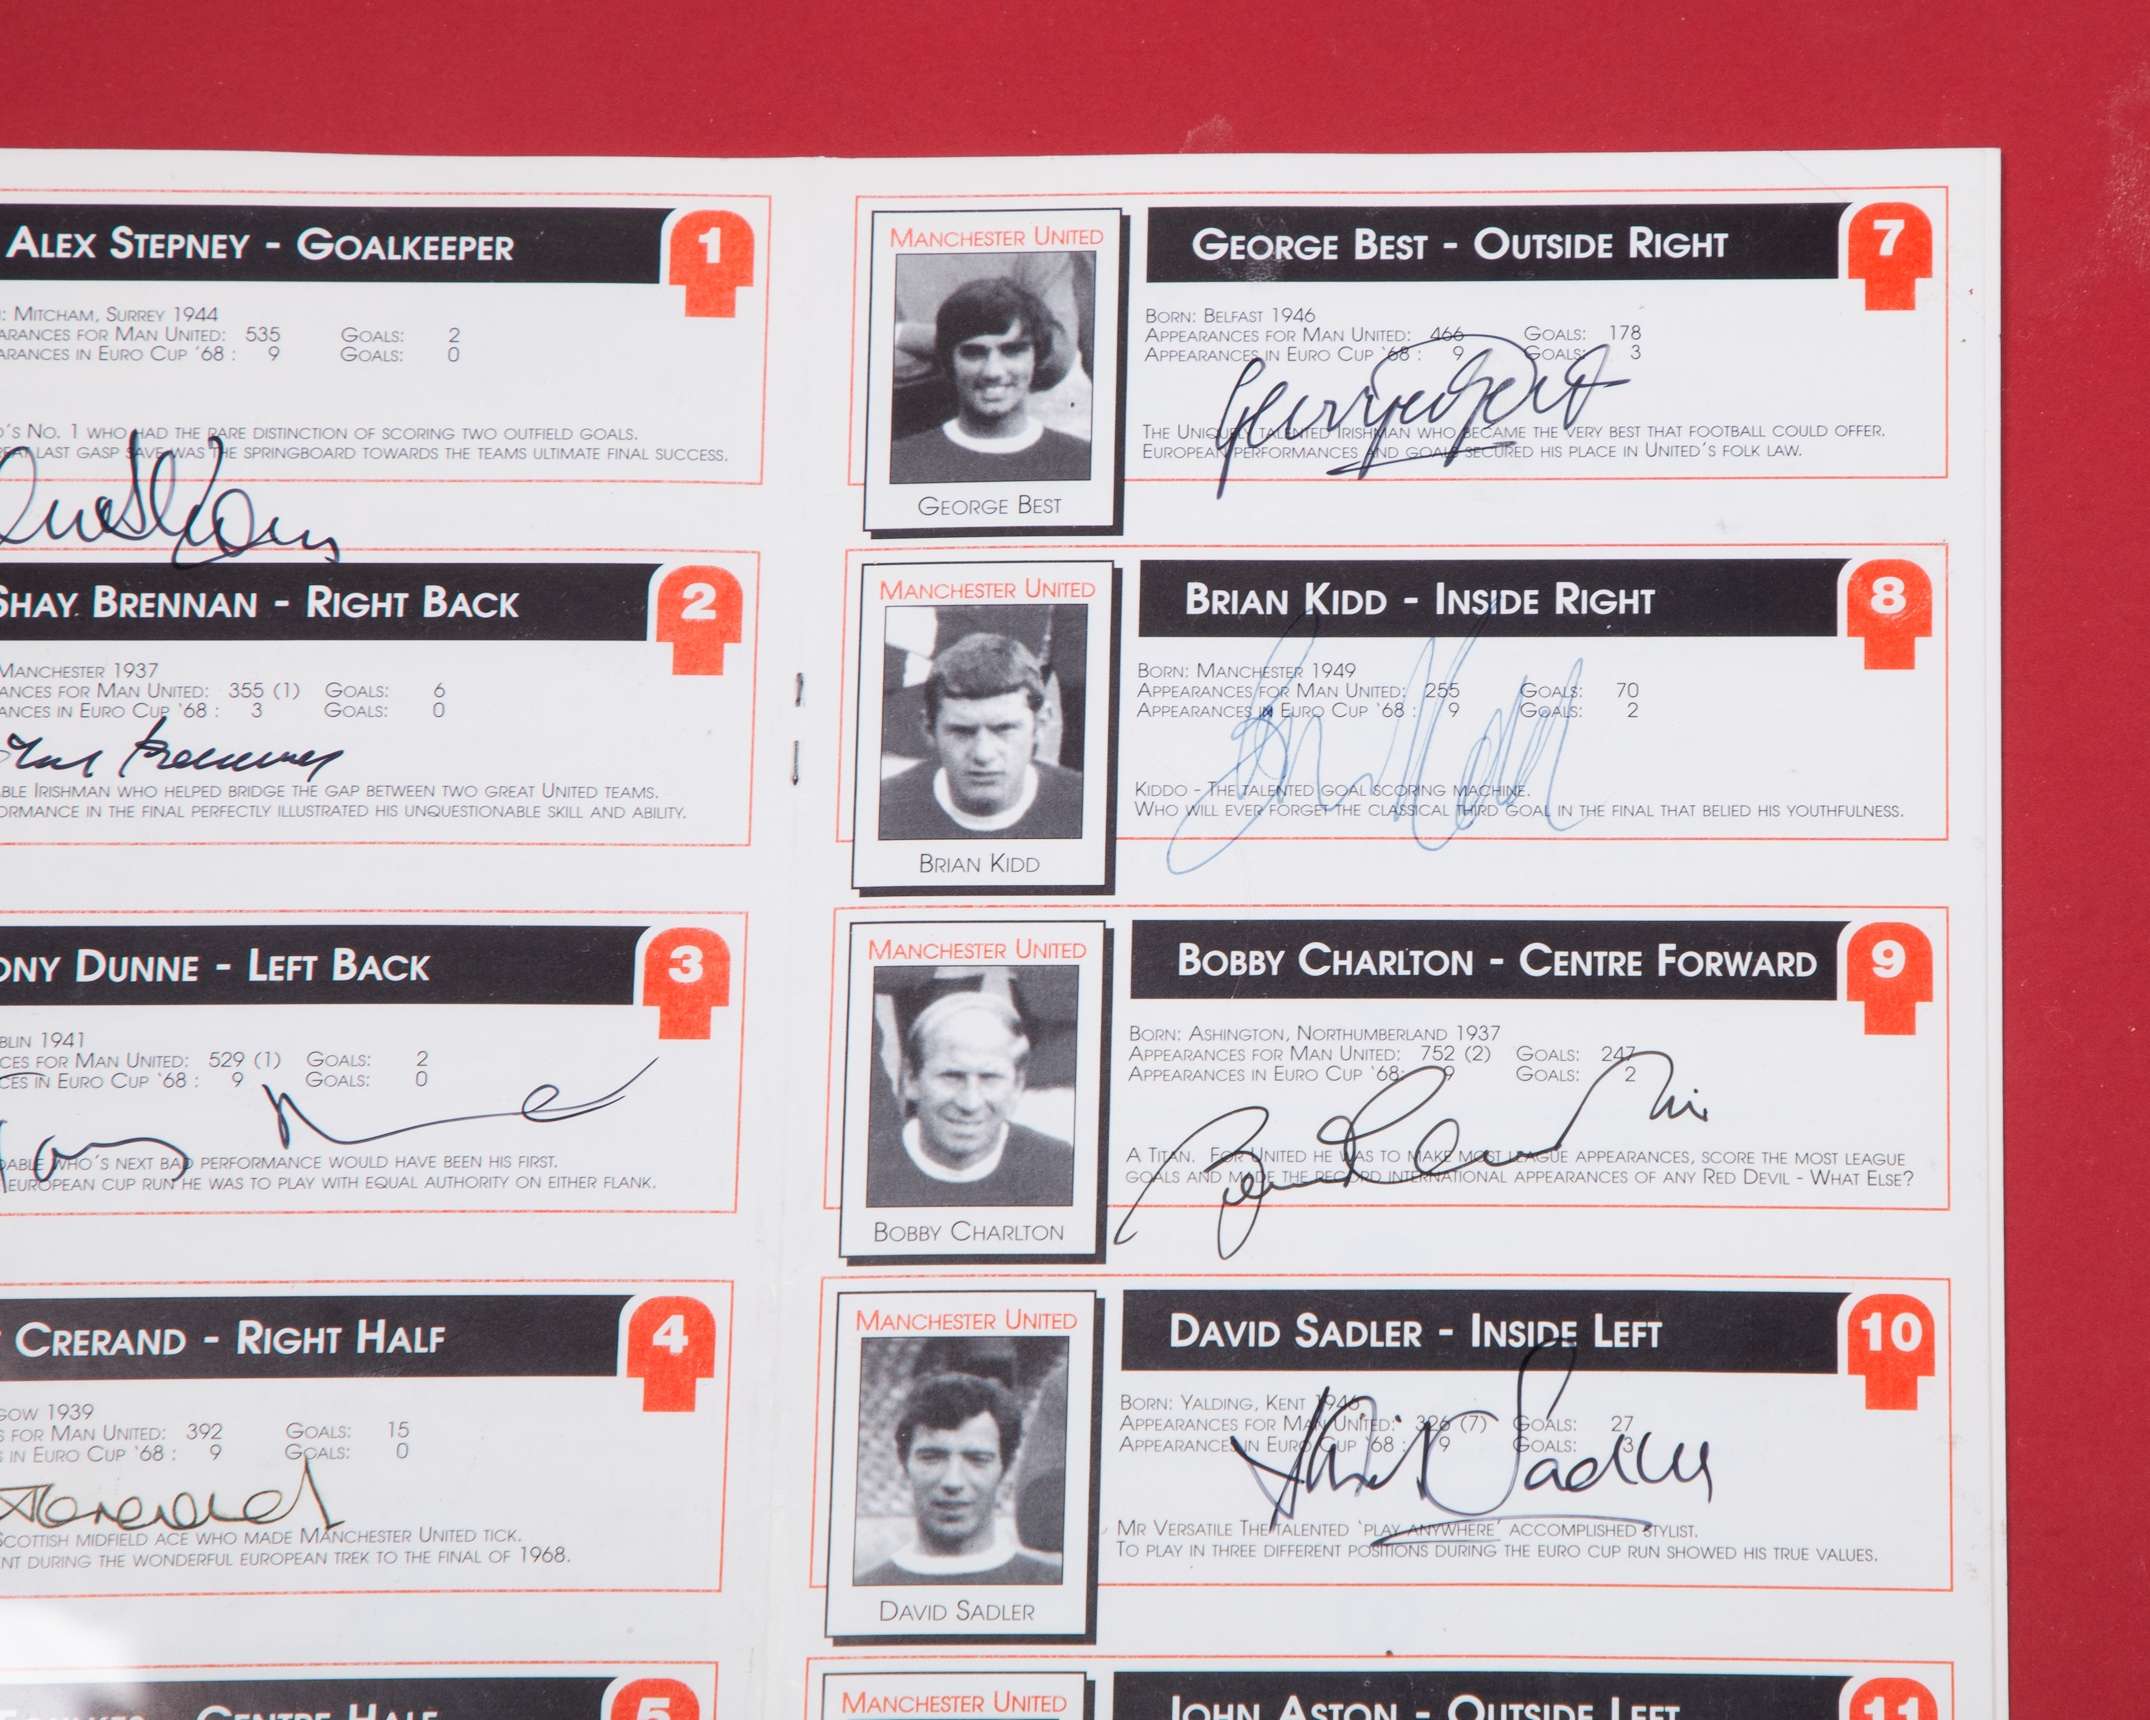 ALEX STEPNEY - GOALKEEPER
1
: MITCHAM, SURREY 1944
ARANCES FOR MAN UNITED: 535 GOALS: 2
ARANCES IN EURO CUP '68 : 9 GOALS: 0
'S NO. 1 WHO HAD THE RARE DISTINCTION OF SCORING TWO OUTFIELD GOALS.
LAST GASP SAVE WAS THE SPRINGBOARD TOWARDS THE TEAMS ULTIMATE FINAL SUCCESS.
SHAY BRENNAN - RIGHT BACK
2
MANCHESTER 1937
ANCES FOR MAN UNITED: 355 (1) GOALS: 6
ANCES IN EURO CUP '68 : 3 GOALS: 0
Shay Brennan
BLE IRISHMAN WHO HELPED BRIDGE THE GAP BETWEEN TWO GREAT UNITED TEAMS.
ORMANCE IN THE FINAL PERFECTLY ILLUSTRATED HIS UNQUESTIONABLE SKILL AND ABILITY.
ONY DUNNE - LEFT BACK
3
BLIN 1941
CES FOR MAN UNITED: 529 (1) GOALS: 2
CES IN EURO CUP '68 : 9 GOALS: 0
Tony Dunne
DABLE WHO'S NEXT BAD PERFORMANCE WOULD HAVE BEEN HIS FIRST.
EUROPEAN CUP RUN HE WAS TO PLAY WITH EQUAL AUTHORITY ON EITHER FLANK.
CRERAND - RIGHT HALF
4
GOW 1939
S FOR MAN UNITED: 392 GOALS: 15
S IN EURO CUP '68 : 9 GOALS: 0
Crerand
SCOTTISH MIDFIELD ACE WHO MADE MANCHESTER UNITED TICK.
NT DURING THE WONDERFUL EUROPEAN TREK TO THE FINAL OF 1968.
- CENTRE HALF
5
MANCHESTER UNITED
GEORGE BEST
GEORGE BEST - OUTSIDE RIGHT
7
BORN: BELFAST 1946
APPEARANCES FOR MAN UNITED: 466 GOALS: 178
APPEARANCES IN EURO CUP '68 : 9 GOALS: 3
George Best
THE UNIQUELY TALENTED IRISHMAN WHO BECAME THE VERY BEST THAT FOOTBALL COULD OFFER.
EUROPEAN PERFORMANCES AND GOALS SECURED HIS PLACE IN UNITED'S FOLK LAW.
MANCHESTER UNITED
BRIAN KIDD
BRIAN KIDD - INSIDE RIGHT
8
BORN: MANCHESTER 1949
APPEARANCES FOR MAN UNITED: 255 GOALS: 70
APPEARANCES IN EURO CUP '68 : 9 GOALS: 2
Brian Kidd
KIDDO - THE TALENTED GOAL SCORING MACHINE.
WHO WILL EVER FORGET THE CLASSICAL THIRD GOAL IN THE FINAL THAT BELIED HIS YOUTHFULNESS.
MANCHESTER UNITED
BOBBY CHARLTON
BOBBY CHARLTON - CENTRE FORWARD
9
BORN: ASHINGTON, NORTHUMBERLAND 1937
APPEARANCES FOR MAN UNITED: 752 (2) GOALS: 247
APPEARANCES IN EURO CUP '68: 9 GOALS: 2
A TITAN. FOR UNITED HE WAS TO MAKE MOST LEAGUE APPEARANCES, SCORE THE MOST LEAGUE
GOALS AND MADE THE RECORD INTERNATIONAL APPEARANCES OF ANY RED DEVIL - WHAT ELSE?
MANCHESTER UNITED
DAVID SADLER
DAVID SADLER - INSIDE LEFT
10
BORN: YALDING, KENT 1946
APPEARANCES FOR MAN UNITED: 326 (7) GOALS: 27
APPEARANCES IN EURO CUP '68 : 9 GOALS: 3
David Sadler
MR VERSATILE THE TALENTED 'PLAY ANYWHERE' ACCOMPLISHED STYLIST.
TO PLAY IN THREE DIFFERENT POSITIONS DURING THE EURO CUP RUN SHOWED HIS TRUE VALUES.
MANCHESTER UNITED
JOHN ASTON - OUTSIDE LEFT
11